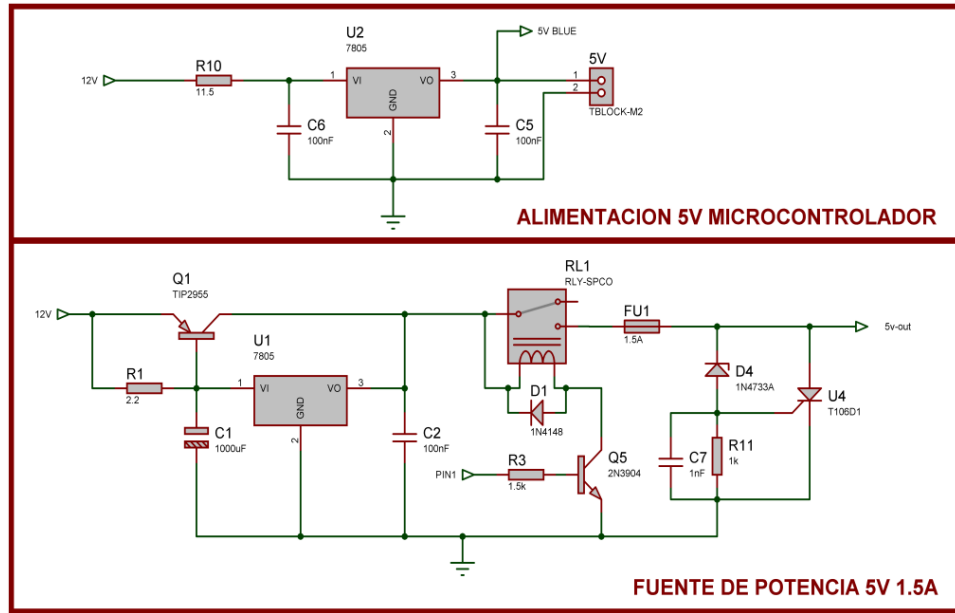 U2
7805
5V BLUE
5V
R10
12V
11.5
1
VI
VO
3
GND
2
1
2
TBLOCK-M2
C6
100nF
C5
100nF
ALIMENTACION 5V MICROCONTROLADOR
RL1
RLY-SPCO
Q1
TIP2955
FU1
12V
5v-out
1.5A
U1
7805
R1
2.2
1
VI
VO
3
GND
2
D4
1N4733A
D1
1N4148
U4
T106D1
C1
1000uF
C2
100nF
C7
1nF
R11
1k
R3
PIN1
1.5k
Q5
2N3904
FUENTE DE POTENCIA 5V 1.5A